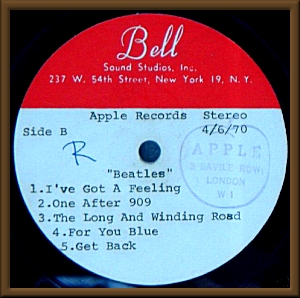 Bell
Sound Studios, Inc.
237 W. 54th Street, New York 19, N.Y.
Apple Records Stereo
Side B 4/6/70
R
APPLE
3 SAVILE ROW
LONDON
W1
"Beatles"
1.I've Got A Feeling
2.One After 909
3.The Long And Winding Road
4.For You Blue
5.Get Back